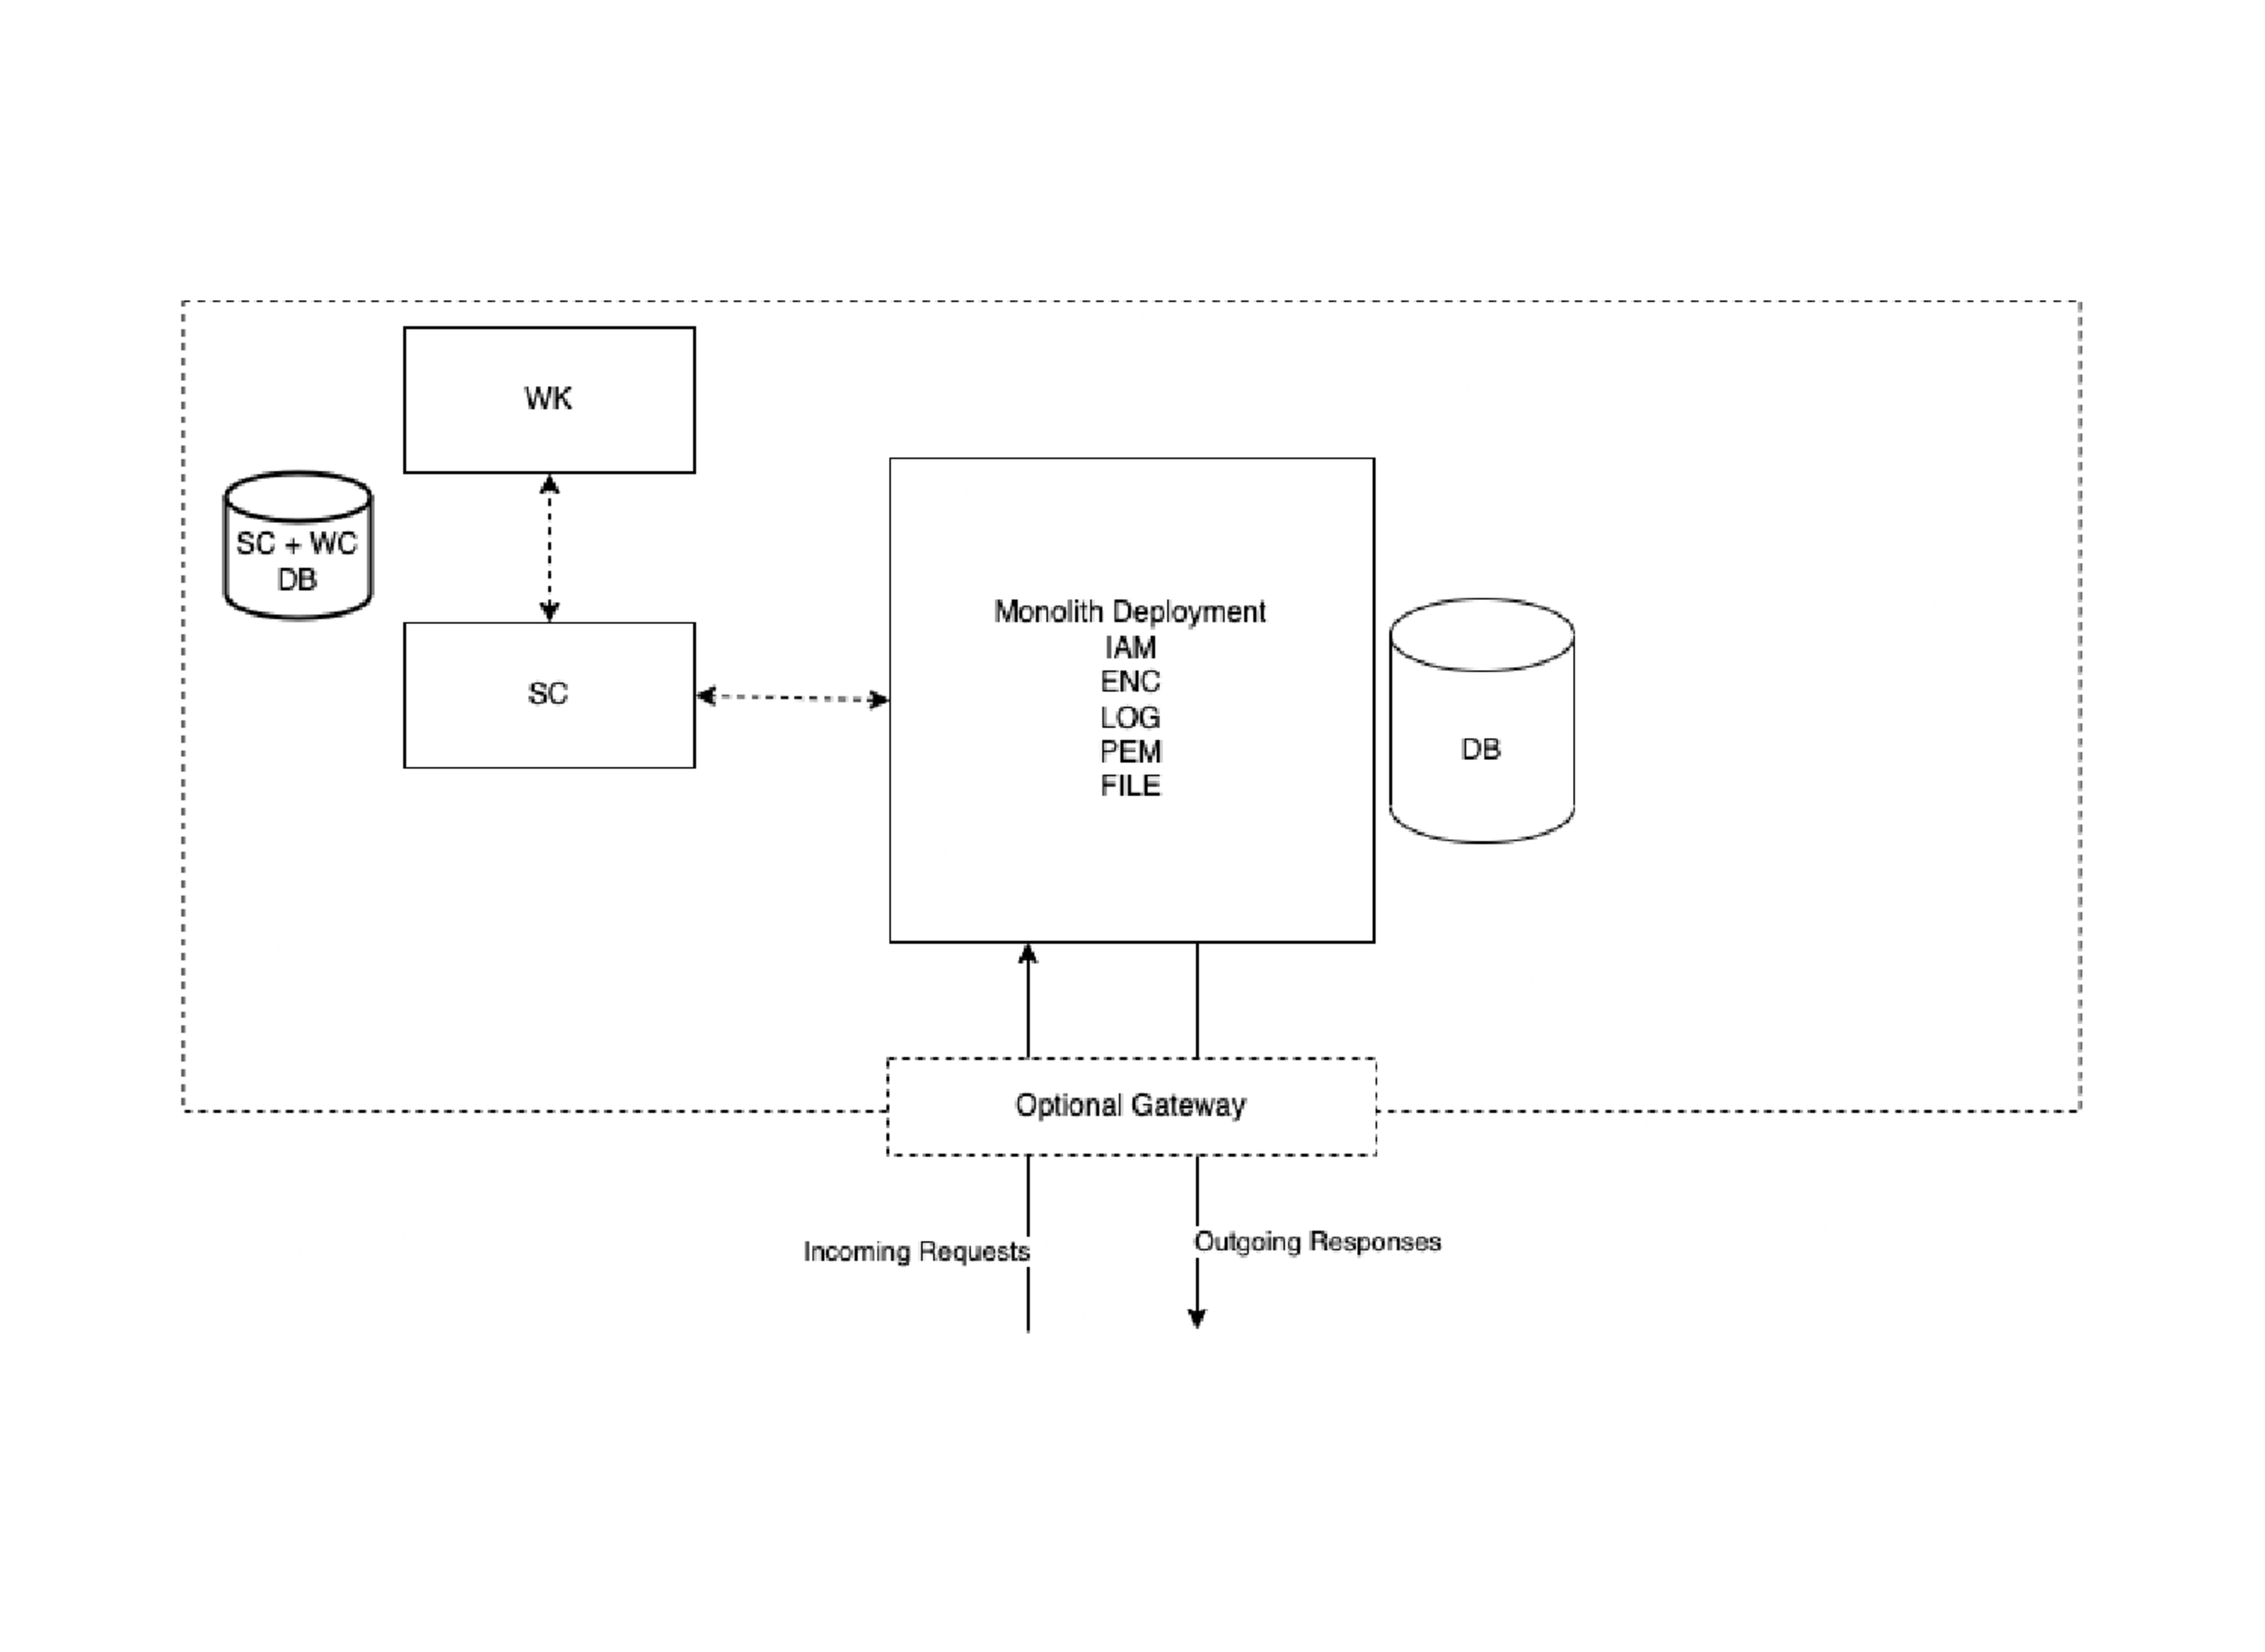 WK
SC + WC
DB
SC
Monolith Deployment
IAM
ENC
LOG
PEM
FILE
DB
Optional Gateway
Incoming Requests
Outgoing Responses